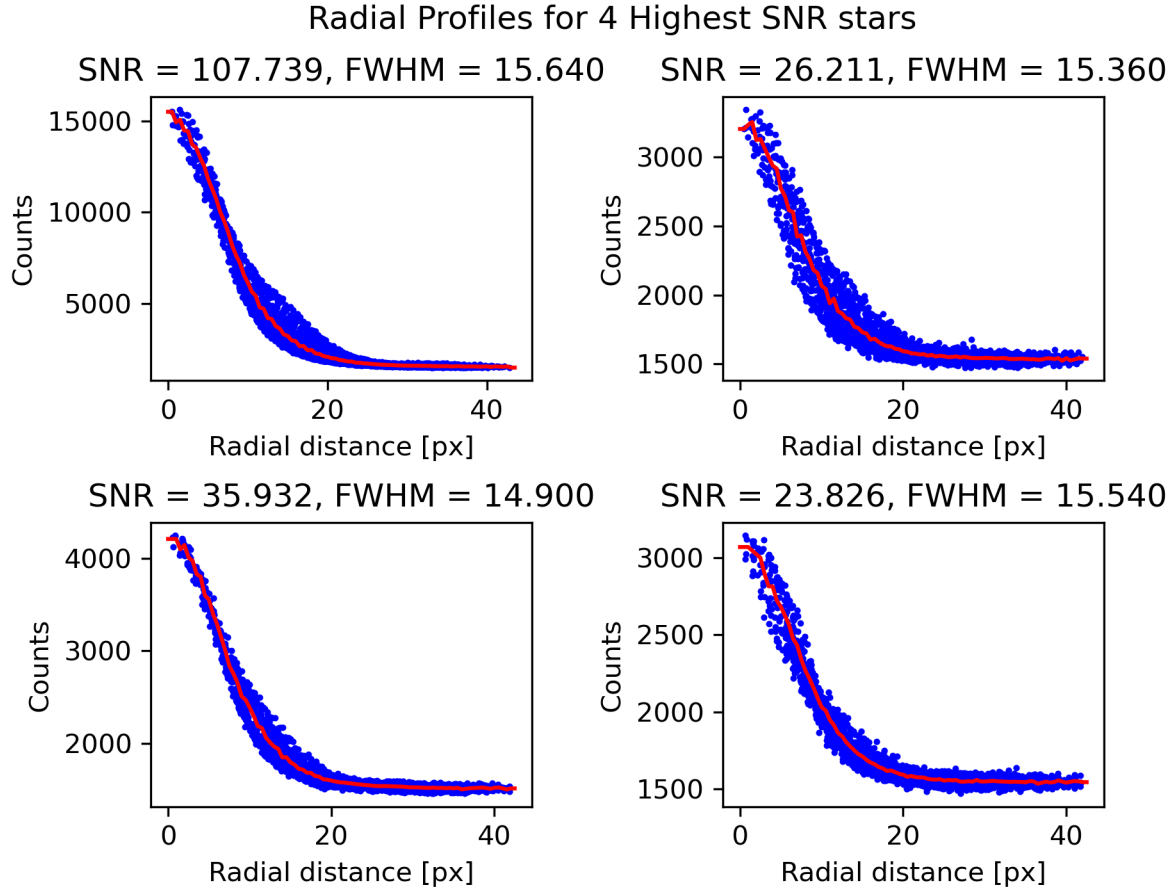 Radial Profiles for 4 Highest SNR stars
SNR = 107.739, FWHM = 15.640
15000
10000
5000
Counts
0 20 40
Radial distance [px]
SNR = 26.211, FWHM = 15.360
3000
2500
2000
1500
Counts
0 20 40
Radial distance [px]
SNR = 35.932, FWHM = 14.900
4000
3000
2000
Counts
0 20 40
Radial distance [px]
SNR = 23.826, FWHM = 15.540
3000
2500
2000
1500
Counts
0 20 40
Radial distance [px]